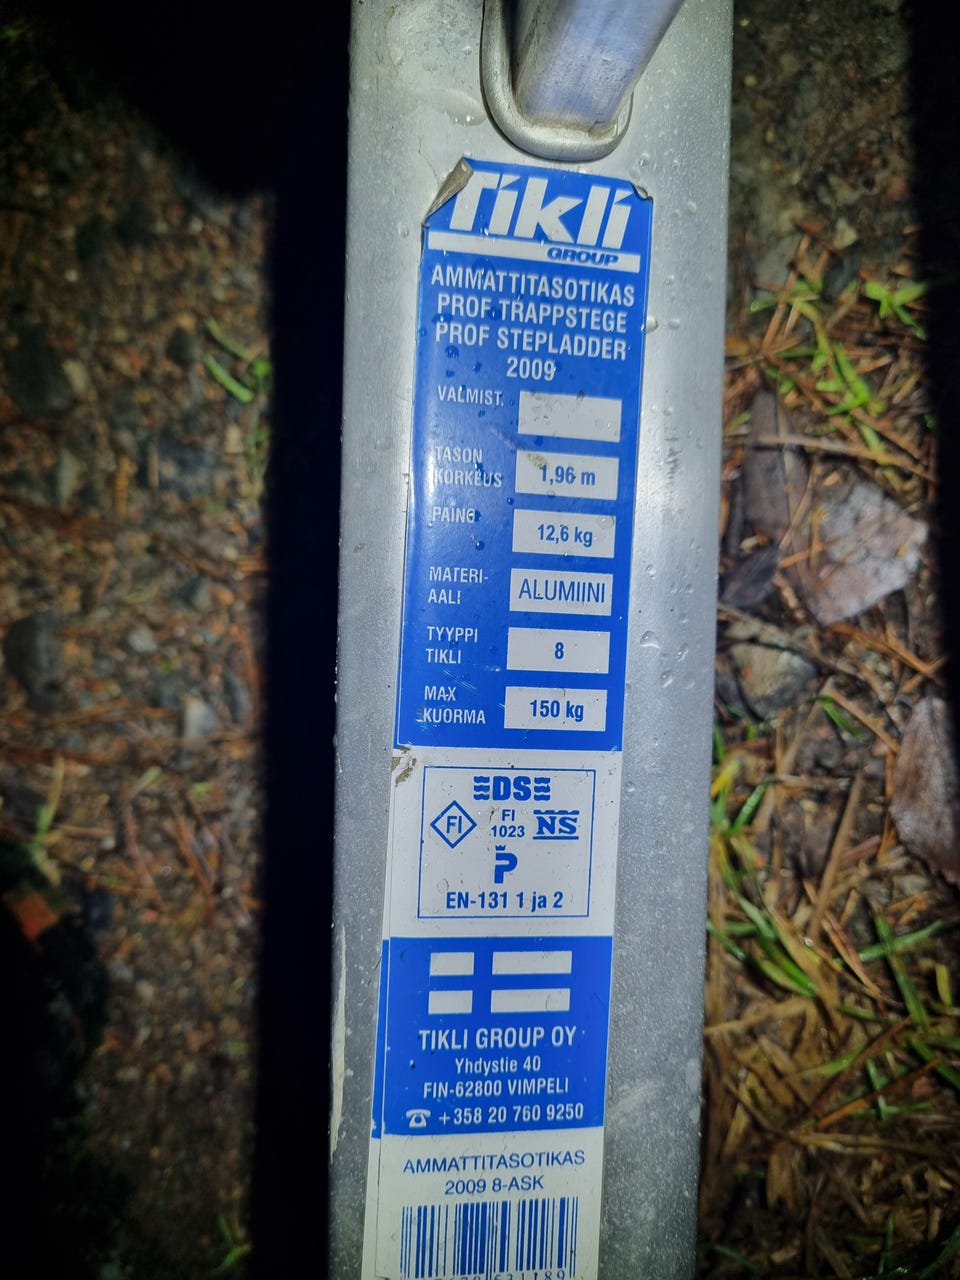 Tikli
GROUP
AMMATTITASOTIKAS
PROF TRAPPSTEGE
PROF STEPLADDER
2009
VALMIST.
TASON KORKEUS 1,96 m
PAINO 12,6 kg
MATERI-AALI ALUMIINI
TYYPPI TIKLI 8
MAX KUORMA 150 kg
DS
FI FI 1023 NS
P
EN-131 1 ja 2
TIKLI GROUP OY
Yhdystie 40
FIN-62800 VIMPELI
☎ +358 20 760 9250
AMMATTITASOTIKAS
2009 8-ASK